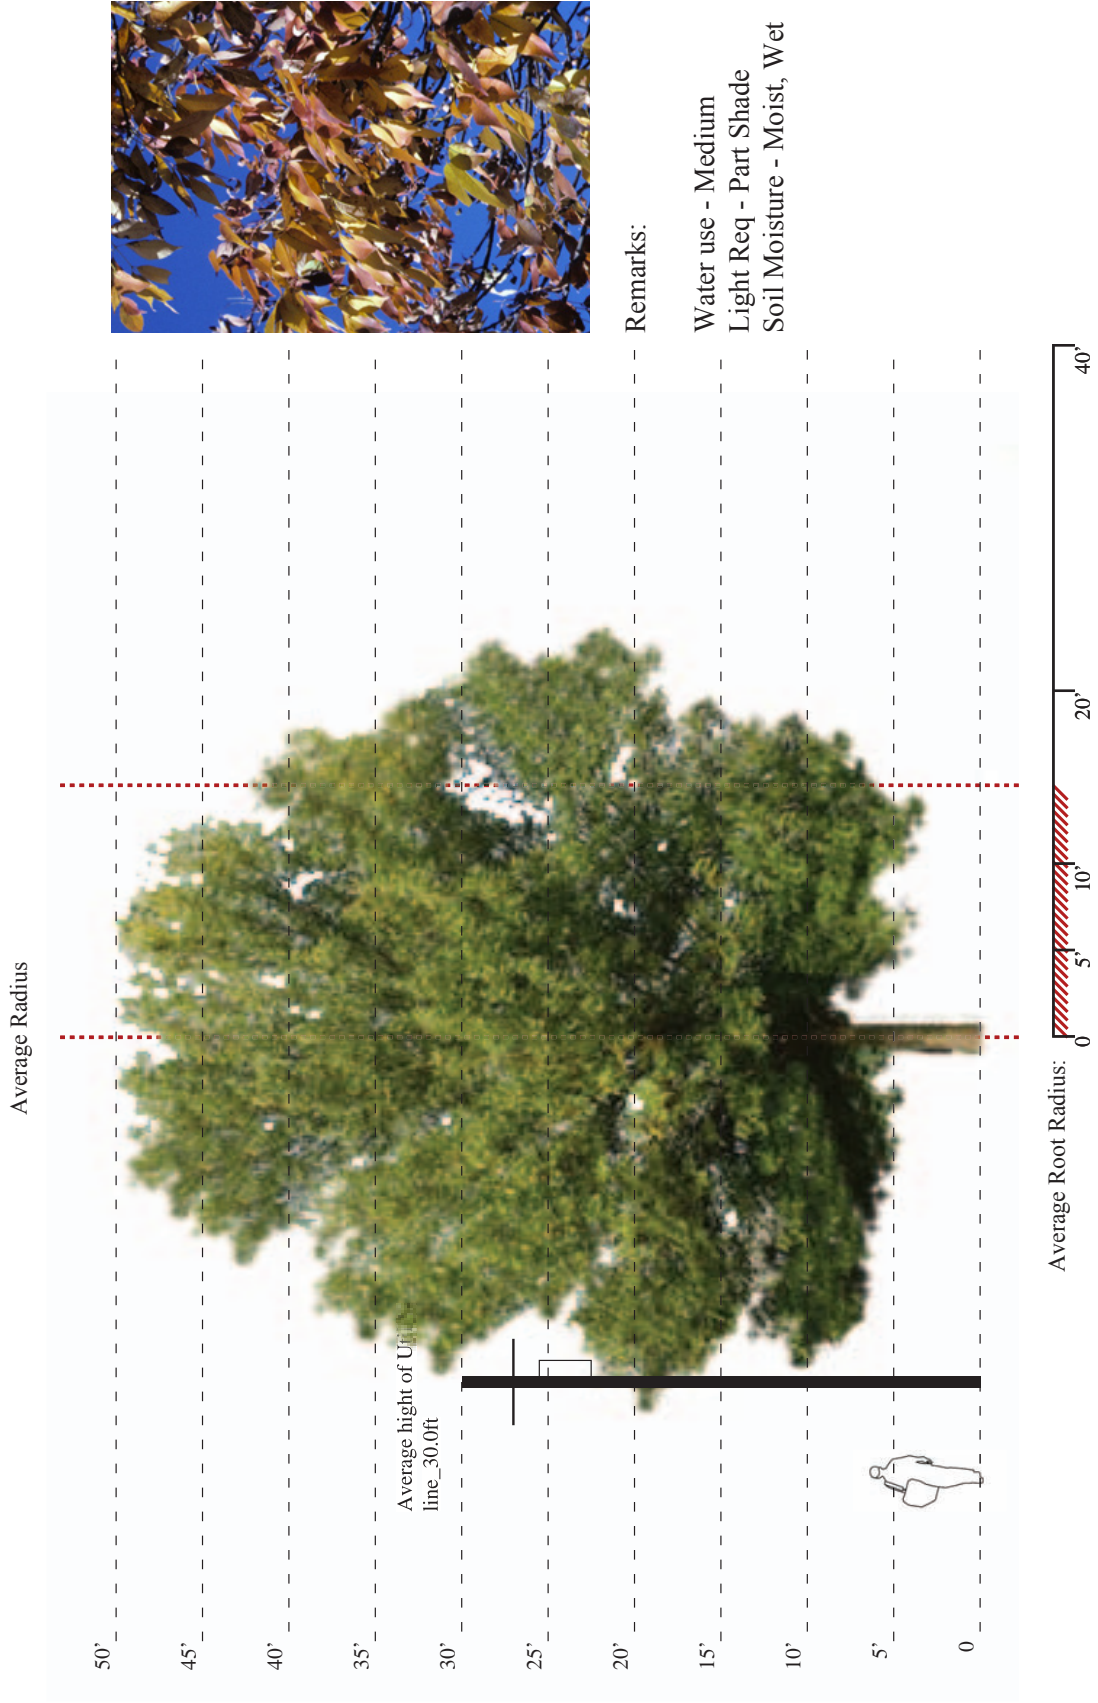 Average Radius
50’
45’
40’
35’
30’
25’
20’
15’
10’
5’
0
Average hight of
line_30.0ft
Remarks:
Water use - Medium
Light Req - Part Shade
Soil Moisture - Moist, Wet
Average Root Radius:
0
5’
10’
20’
40’